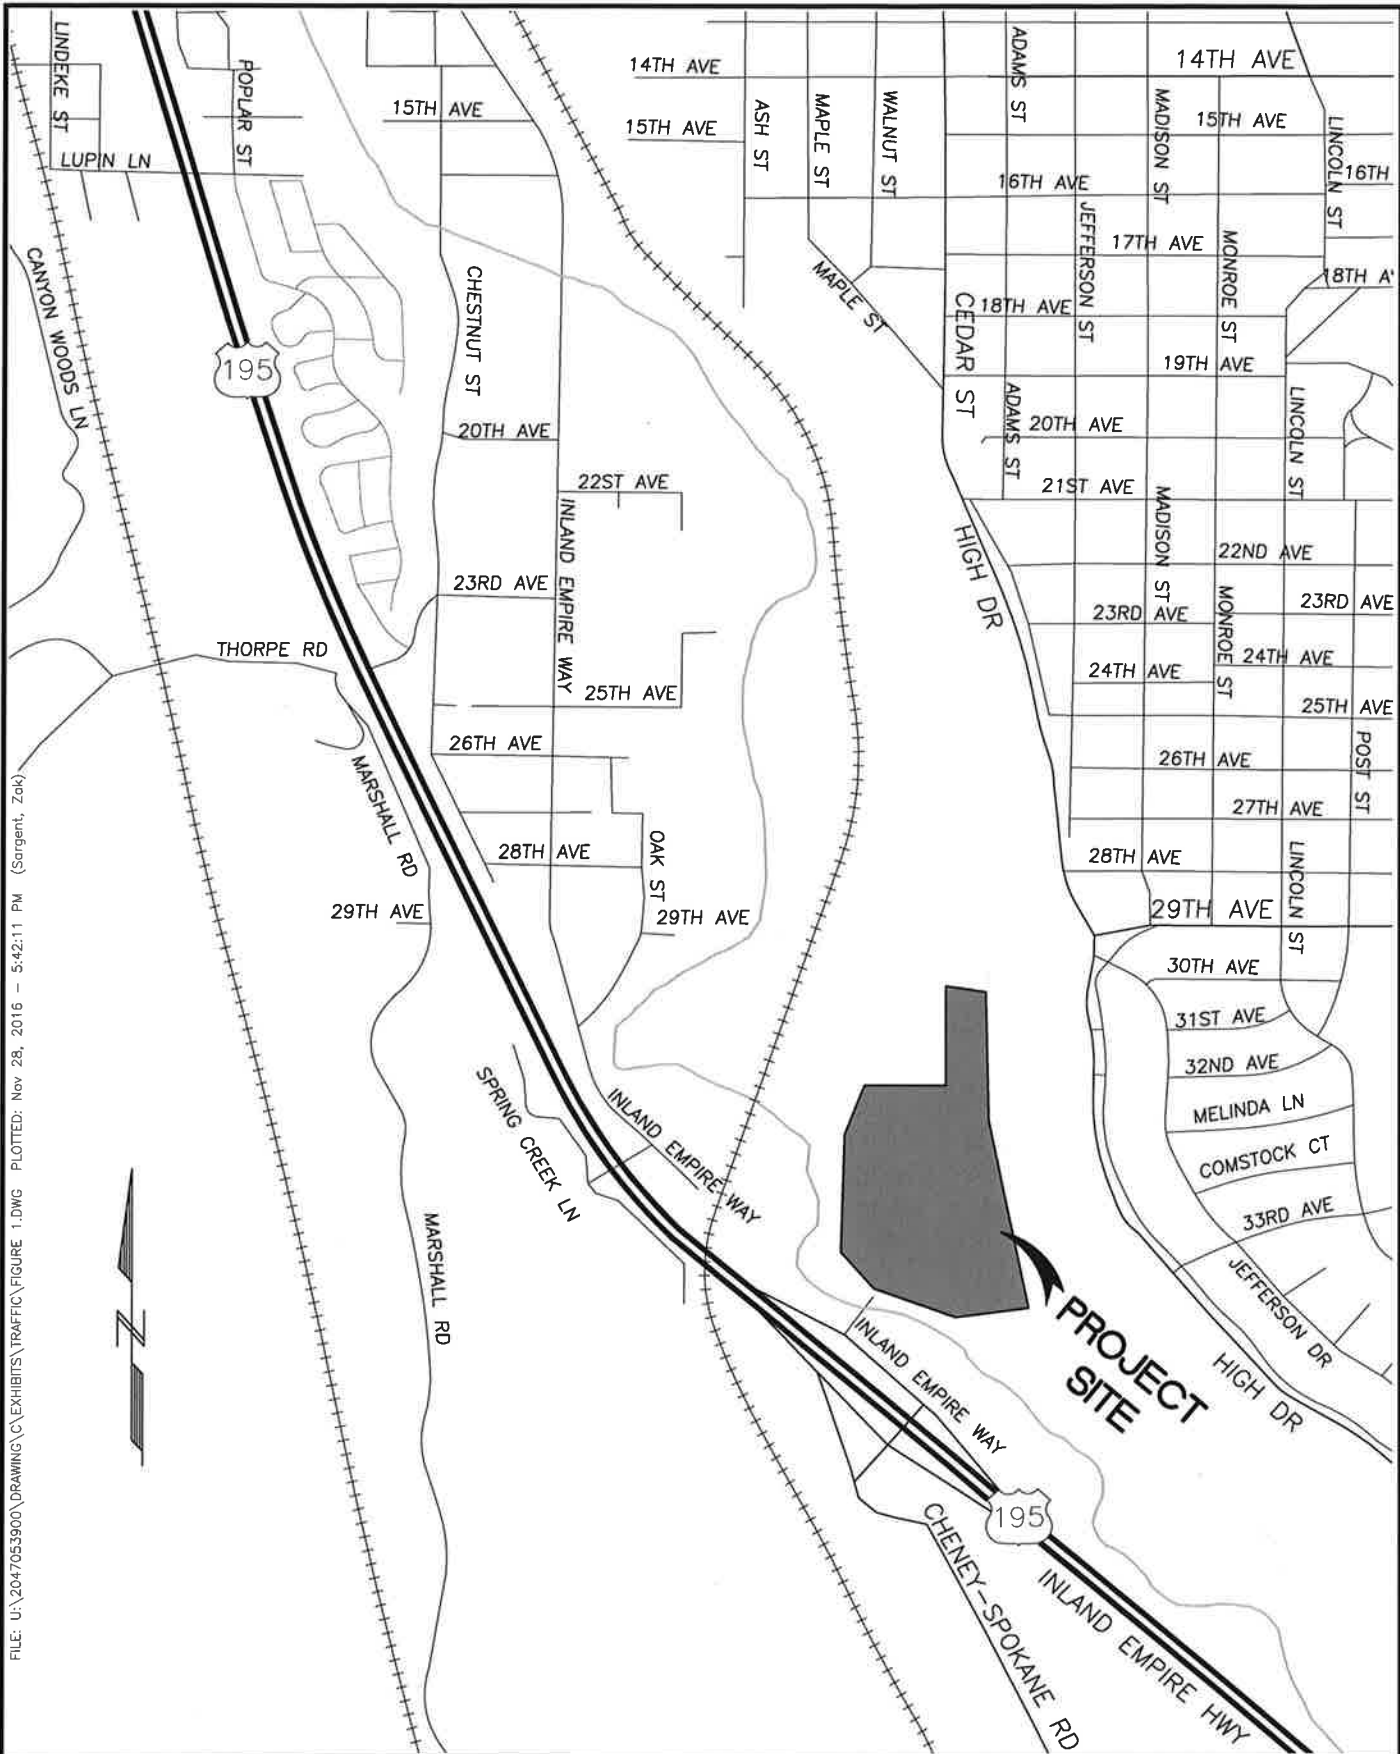 LINDEKE ST
POPLAR ST
LUPIN LN
15TH AVE
14TH AVE
15TH AVE
ASH ST
MAPLE ST
WALNUT ST
ADAMS ST
14TH AVE
MADISON ST
15TH AVE
LINCOLN ST
16TH
16TH AVE
JEFFERSON ST
17TH AVE
MONROE ST
18TH A
CANYON WOODS LN
195
CHESTNUT ST
MAPLE ST
CEDAR ST
18TH AVE
19TH AVE
ADAMS ST
20TH AVE
LINCOLN ST
20TH AVE
22ST AVE
21ST AVE
MADISON ST
INLAND EMPIRE WAY
HIGH DR
22ND AVE
23RD AVE
23RD AVE
MONROE ST
23RD AVE
THORPE RD
24TH AVE
24TH AVE
25TH AVE
25TH AVE
26TH AVE
MARSHALL RD
26TH AVE
POST ST
27TH AVE
28TH AVE
OAK ST
28TH AVE
LINCOLN ST
29TH AVE
29TH AVE
29TH AVE
30TH AVE
31ST AVE
32ND AVE
MELINDA LN
COMSTOCK CT
33RD AVE
SPRING CREEK LN
INLAND EMPIRE WAY
MARSHALL RD
JEFFERSON DR
PROJECT
SITE
HIGH DR
INLAND EMPIRE WAY
195
CHENEY-SPOKANE RD
INLAND EMPIRE HWY
N
FILE: U:\2047053900\DRAWING\C\EXHIBITS\TRAFFIC\FIGURE 1.DWG PLOTTED: Nov 28, 2016 - 5:42:11 PM (Sargent, Zak)